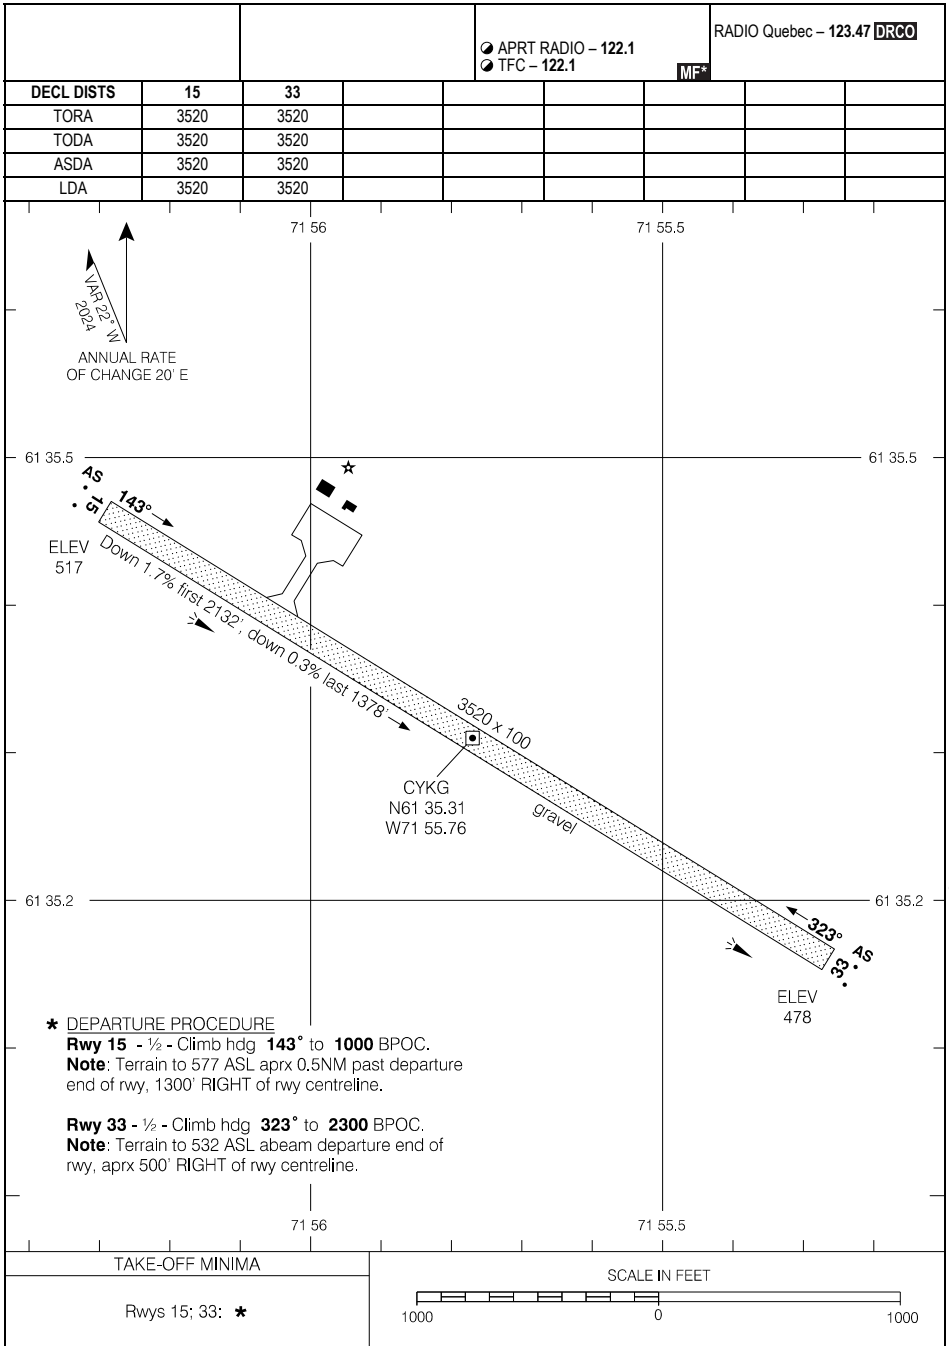 APRT RADIO – 122.1
TFC – 122.1
MF*
RADIO Quebec – 123.47 DRCO
DECL DISTS 15 33
TORA 3520 3520
TODA 3520 3520
ASDA 3520 3520
LDA 3520 3520
71 56 71 55.5
VAR 22° W
2024
ANNUAL RATE
OF CHANGE 20' E
61 35.5 61 35.5
AS
15
143°
ELEV
517
Down 1.7% first 2132', down 0.3% last 1378'
3520 x 100
CYKG
N61 35.31
W71 55.76
gravel
61 35.2 61 35.2
323°
33
AS
ELEV
478
* DEPARTURE PROCEDURE
Rwy 15 - ½ - Climb hdg 143° to 1000 BPOC.
Note: Terrain to 577 ASL aprx 0.5NM past departure
end of rwy, 1300' RIGHT of rwy centreline.
Rwy 33 - ½ - Climb hdg 323° to 2300 BPOC.
Note: Terrain to 532 ASL abeam departure end of
rwy, aprx 500' RIGHT of rwy centreline.
71 56 71 55.5
TAKE-OFF MINIMA
Rwys 15; 33: *
SCALE IN FEET
1000 0 1000